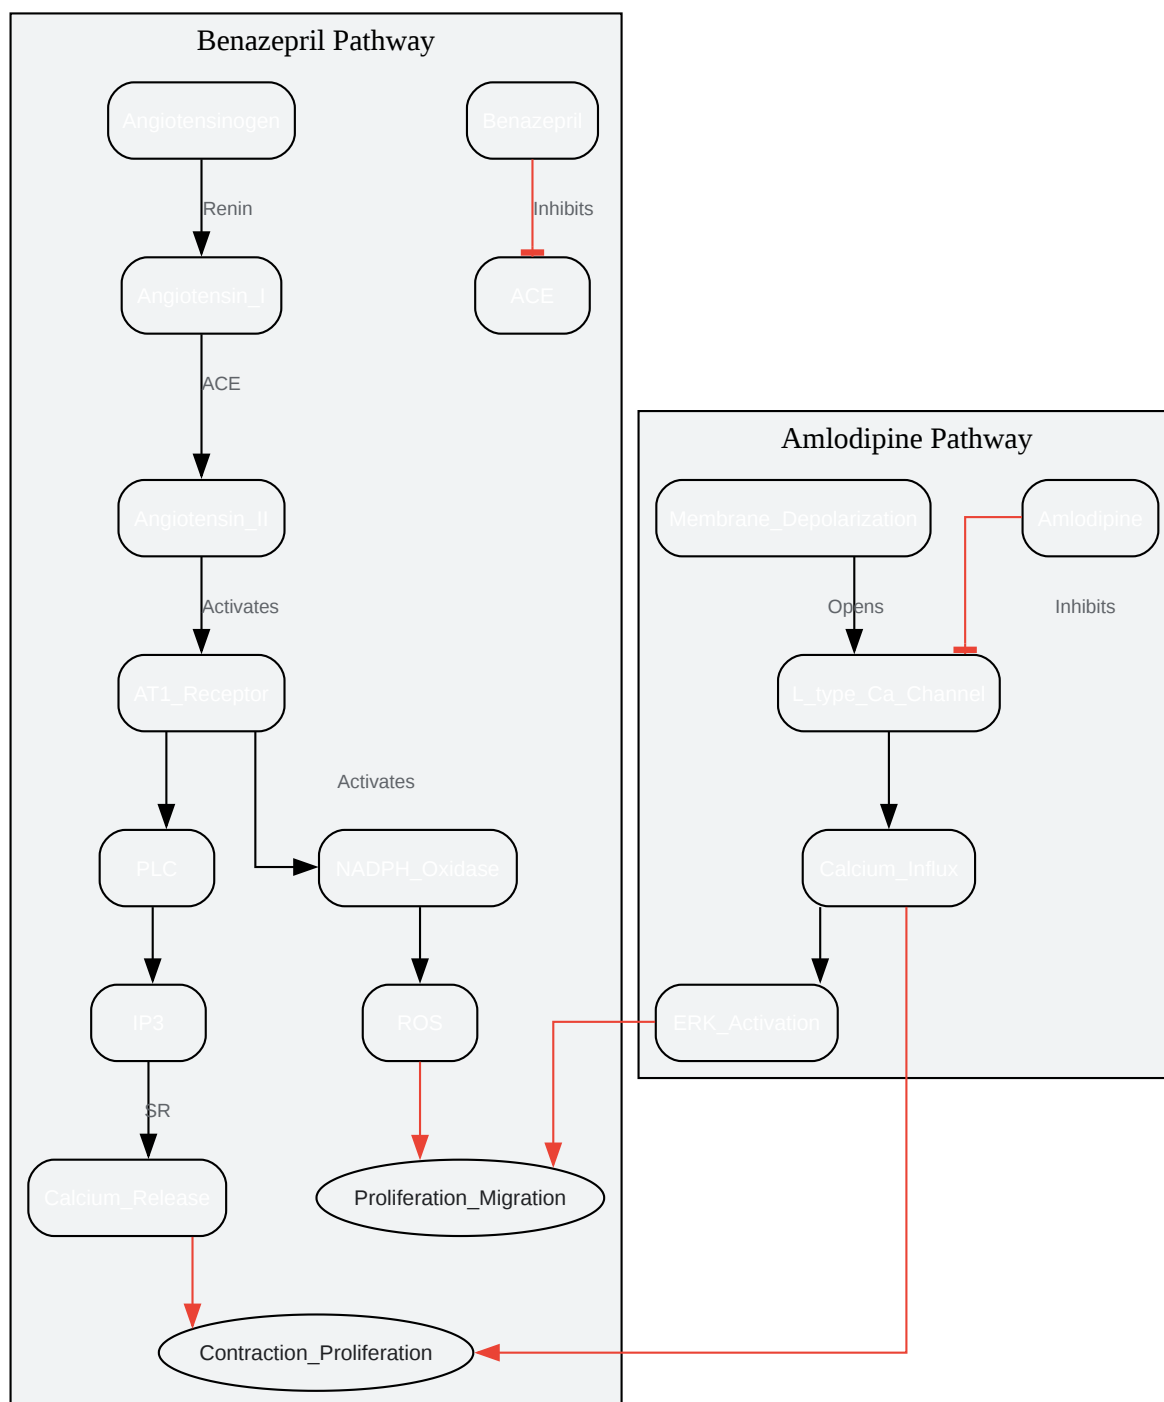 Benazepril Pathway
Angiotensinogen
Benazepril
Renin
Inhibits
Angiotensin_I
ACE
ACE
Angiotensin_II
Activates
AT1_Receptor
Activates
PLC
NADPH_Oxidase
IP3
ROS
SR
Calcium_Release
Proliferation_Migration
Contraction_Proliferation
Amlodipine Pathway
Membrane_Depolarization
Amlodipine
Opens
Inhibits
L_type_Ca_Channel
Calcium_Influx
ERK_Activation